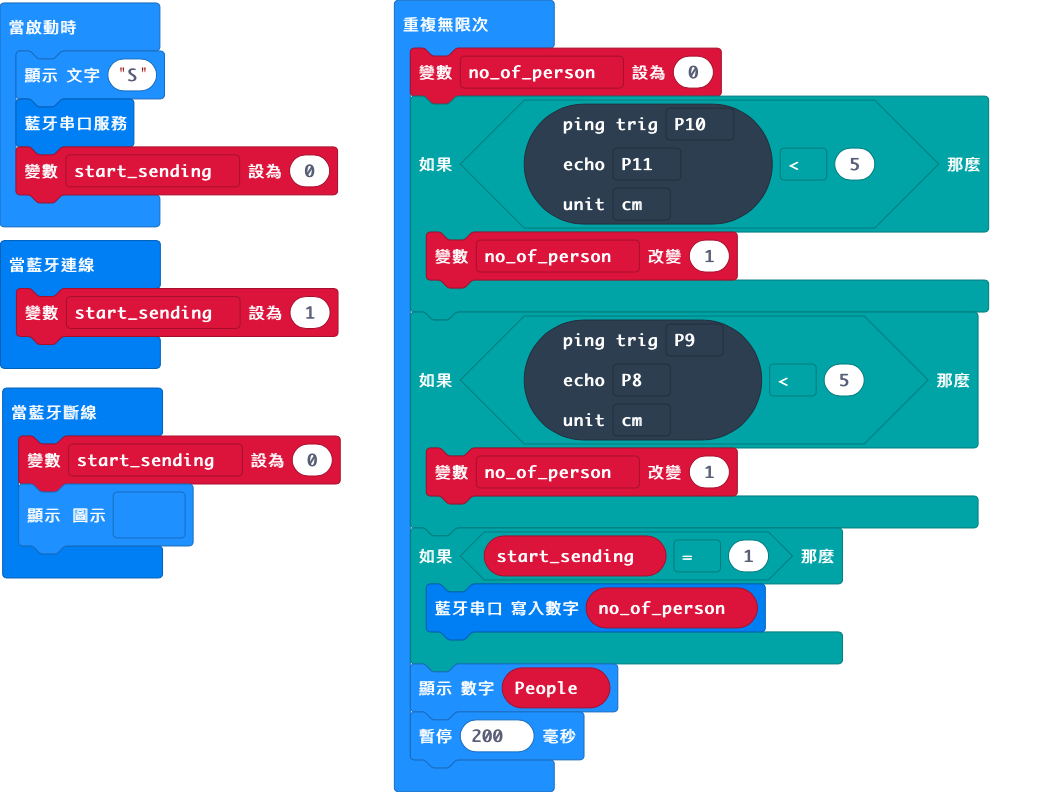 當啟動時
顯示 文字 "S"
藍牙串口服務
變數 start_sending 設為 0
當藍牙連線
變數 start_sending 設為 1
當藍牙斷線
變數 start_sending 設為 0
顯示 圖示
重複無限次
變數 no_of_person 設為 0
如果 ping trig P10 echo P11 unit cm < 5 那麼
變數 no_of_person 改變 1
如果 ping trig P9 echo P8 unit cm < 5 那麼
變數 no_of_person 改變 1
如果 start_sending = 1 那麼
藍牙串口 寫入數字 no_of_person
顯示 數字 People
暫停 200 毫秒